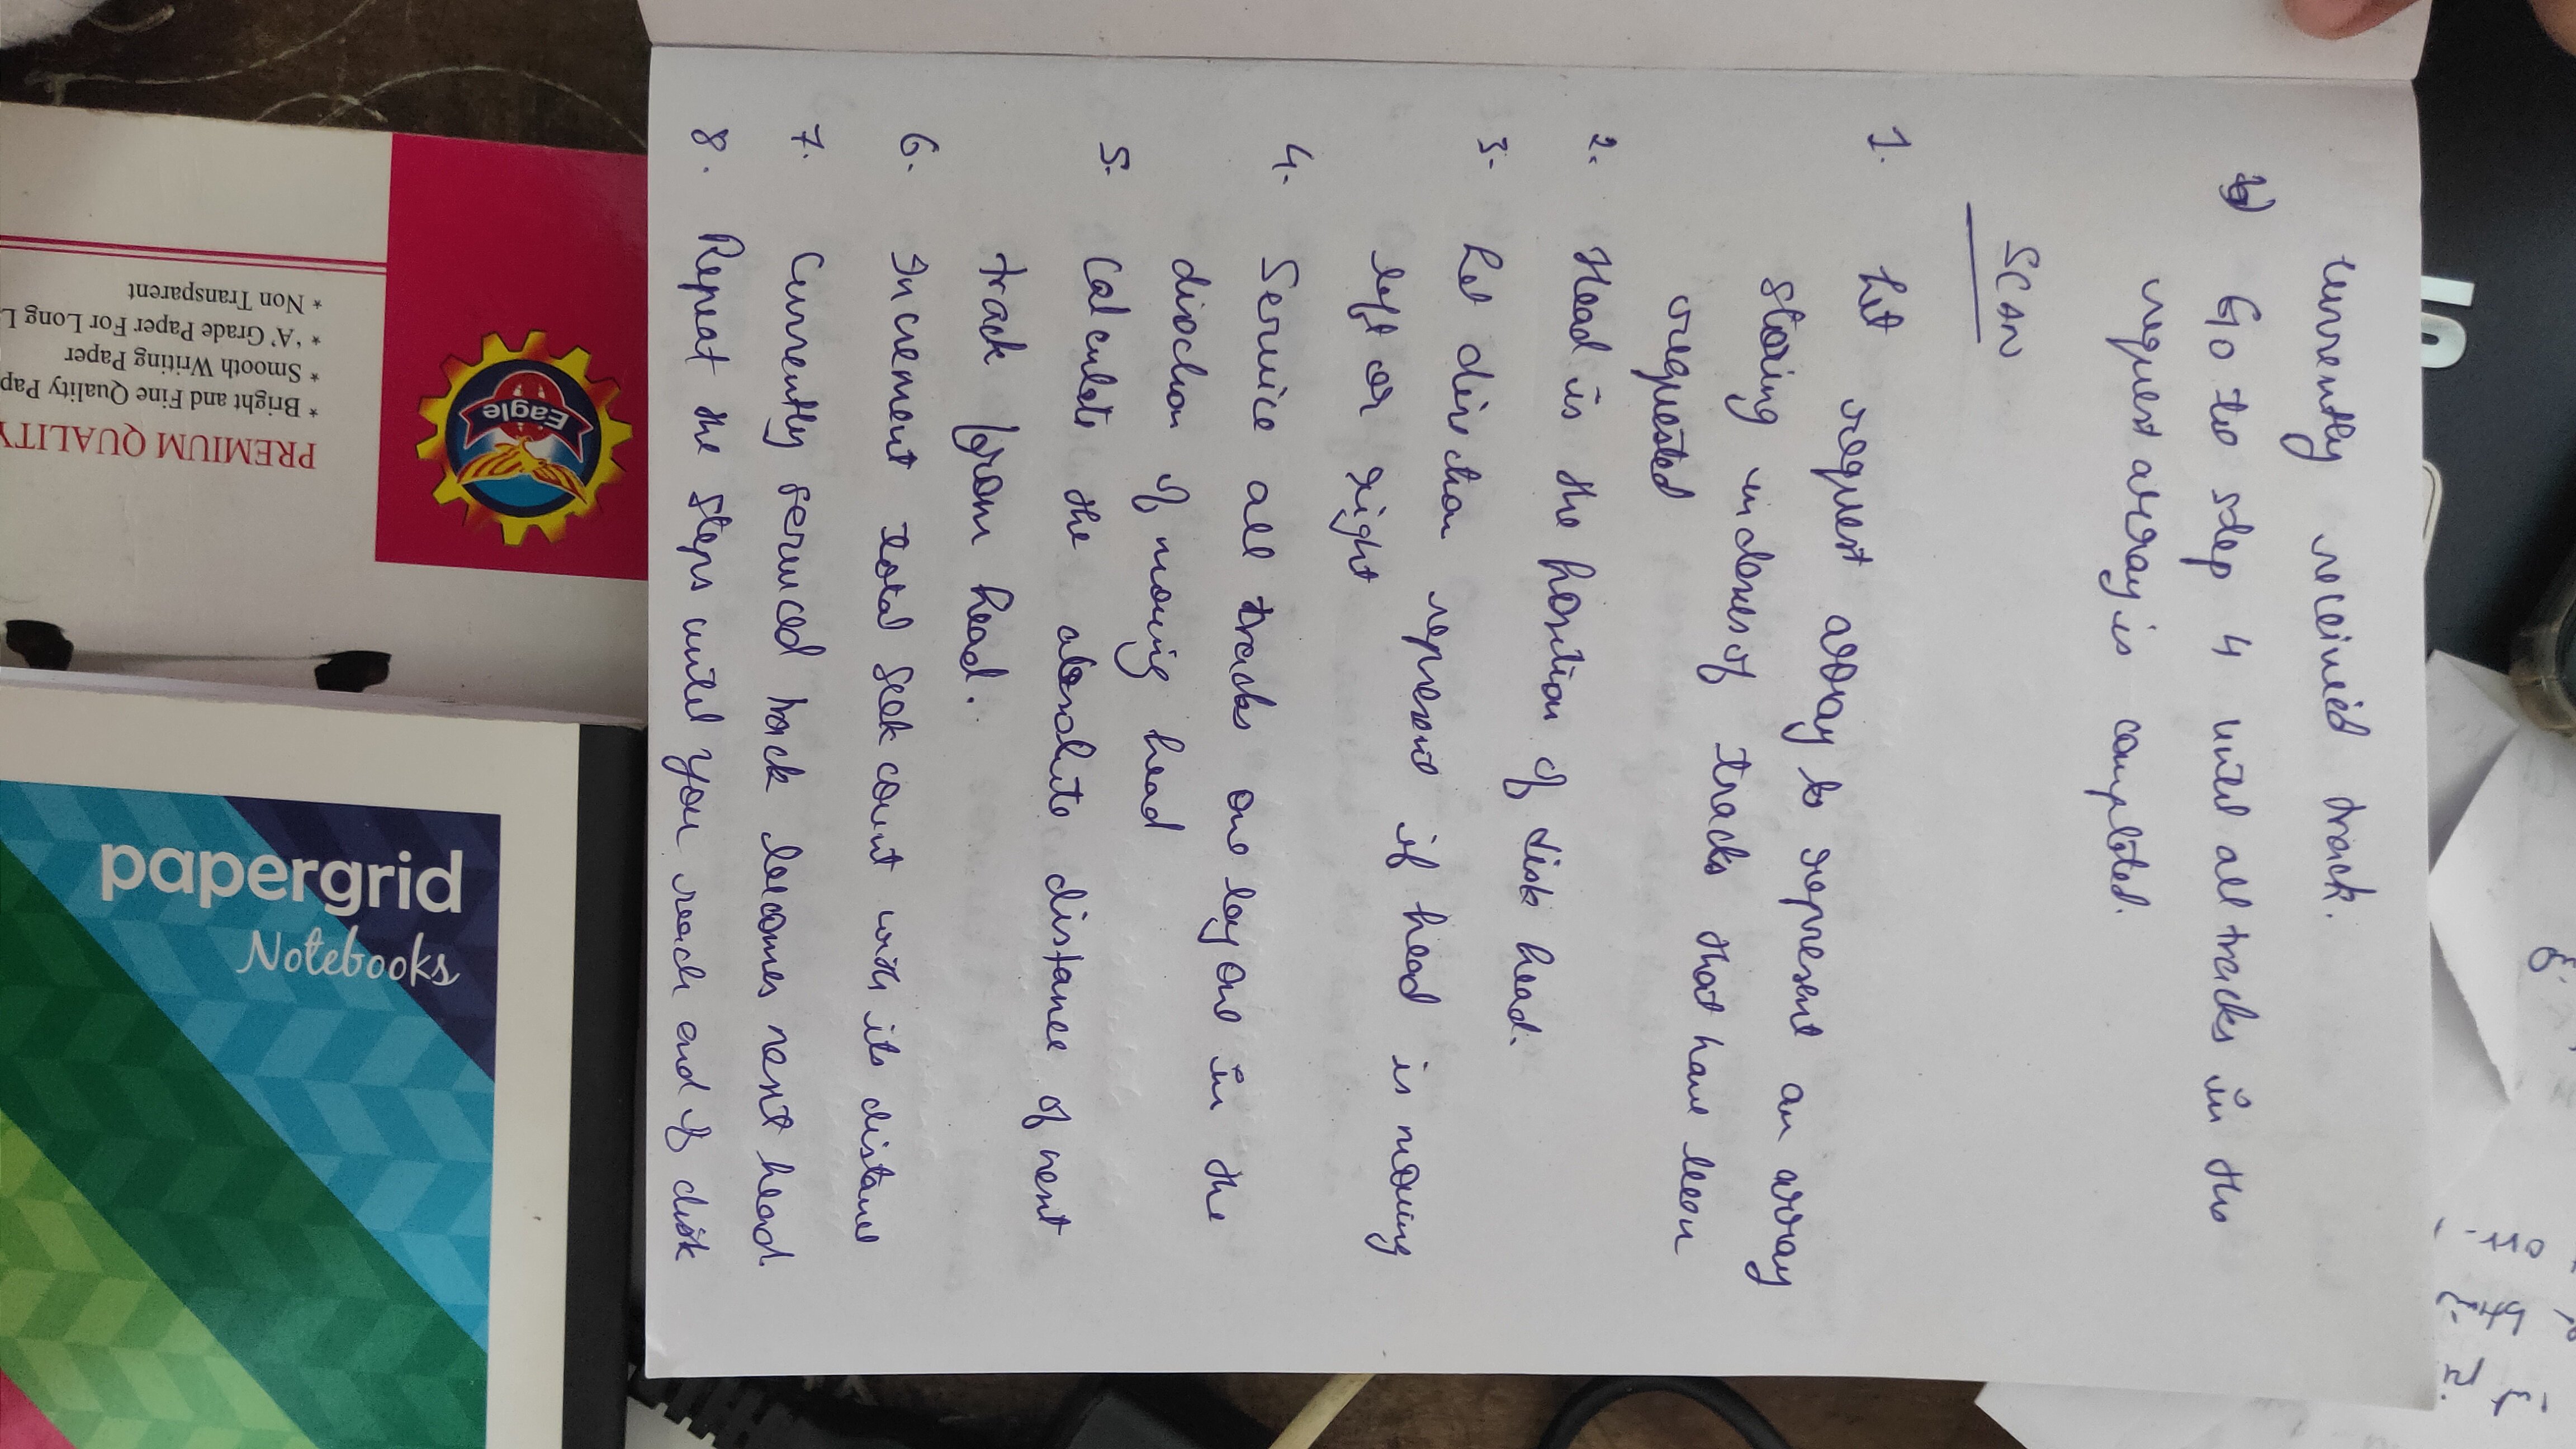 currently received track.
Go to step 4 until all tracks in the
request array is completed.
SCAN
1. Let request array to represent an array
storing indexes of tracks that have been
requested
2. Head is the position of disk head.
3. Let direction represent if head is moving
left or right
4. Service all tracks one by one in the
direction of moving head
5. Calculate the absolute distance of next
track from head.
6. Increment total seek count with its distance
7. Currently serviced track becomes next head
8. Repeat the steps until you reach end of disk
PREMIUM QUALITY
* Bright and Fine Quality Pap
* Smooth Writing Paper
* 'A' Grade Paper For Long L
* Non Transparent
Eagle
papergrid
Notebooks